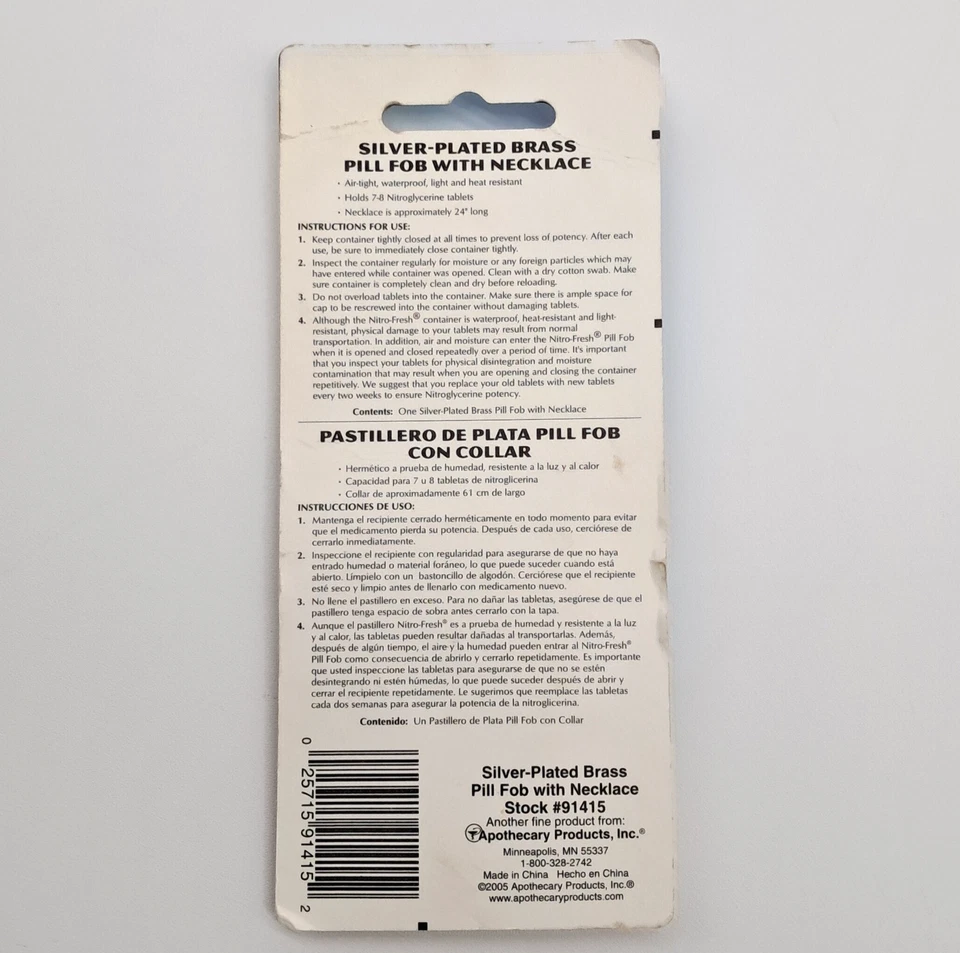 SILVER-PLATED BRASS
PILL FOB WITH NECKLACE
• Air-tight, waterproof, light and heat resistant
• Holds 7-8 Nitroglycerine tablets
• Necklace is approximately 24" long
INSTRUCTIONS FOR USE:
1. Keep container tightly closed at all times to prevent loss of potency. After each
use, be sure to immediately close container tightly.
2. Inspect the container regularly for moisture or any foreign particles which may
have entered while container was opened. Clean with a dry cotton swab. Make
sure container is completely clean and dry before reloading.
3. Do not overload tablets into the container. Make sure there is ample space for
cap to be rescrewed into the container without damaging tablets.
4. Although the Nitro-Fresh® container is waterproof, heat-resistant and light-
resistant, physical damage to your tablets may result from normal
transportation. In addition, air and moisture can enter the Nitro-Fresh® Pill Fob
when it is opened and closed repeatedly over a period of time. It's important
that you inspect your tablets for physical disintegration and moisture
contamination that may result when you are opening and closing the container
repetitively. We suggest that you replace your old tablets with new tablets
every two weeks to ensure Nitroglycerine potency.
Contents: One Silver-Plated Brass Pill Fob with Necklace
PASTILLERO DE PLATA PILL FOB
CON COLLAR
• Hermético a prueba de humedad, resistente a la luz y al calor
• Capacidad para 7 u 8 tabletas de nitroglicerina
• Collar de aproximadamente 61 cm de largo
INSTRUCCIONES DE USO:
1. Mantenga el recipiente cerrado herméticamente en todo momento para evitar
que el medicamento pierda su potencia. Después de cada uso, cerciórese de
cerrarlo inmediatamente.
2. Inspeccione el recipiente con regularidad para asegurarse de que no haya
entrado humedad o material foráneo, lo que puede suceder cuando está
abierto. Límpielo con un bastoncillo de algodón. Cerciórese que el recipiente
esté seco y limpio antes de llenarlo con medicamento nuevo.
3. No llene el pastillero en exceso. Para no dañar las tabletas, asegúrese de que el
pastillero tenga espacio de sobra antes cerrarlo con la tapa.
4. Aunque el pastillero Nitro-Fresh® es a prueba de humedad y resistente a la luz
y al calor, las tabletas pueden resultar dañadas al transportarlas. Además,
después de algún tiempo, el aire y la humedad pueden entrar al Nitro-Fresh®
Pill Fob como consecuencia de abrirlo y cerrarlo repetidamente. Es importante
que usted inspeccione las tabletas para asegurarse de que no se estén
desintegrando ni estén húmedas, lo que puede suceder después de abrir y
cerrar el recipiente repetidamente. Le sugerimos que reemplace las tabletas
cada dos semanas para asegurar la potencia de la nitroglicerina.
Contenido: Un Pastillero de Plata Pill Fob con Collar
0 25715 91415 2
Silver-Plated Brass
Pill Fob with Necklace
Stock #91415
Another fine product from:
Apothecary Products, Inc.®
Minneapolis, MN 55337
1-800-328-2742
Made in China Hecho en China
©2005 Apothecary Products, Inc.®
www.apothecaryproducts.com